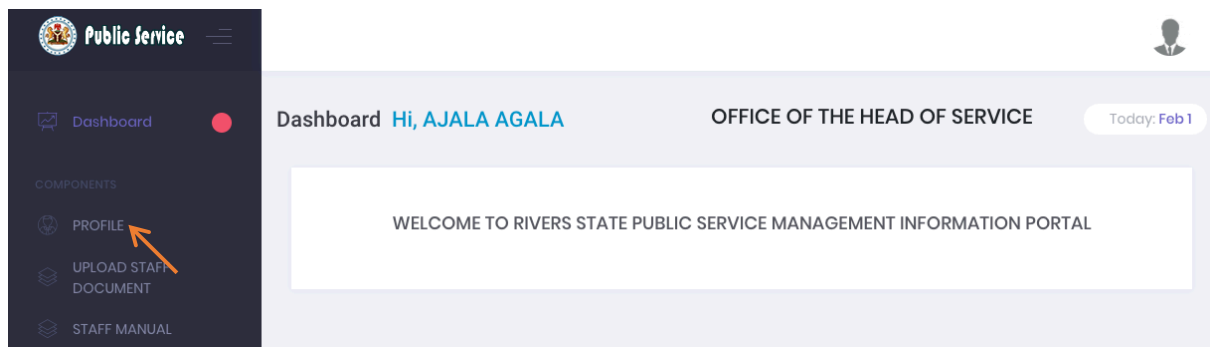 Public Service
Dashboard
COMPONENTS
PROFILE
UPLOAD STAFF
DOCUMENT
STAFF MANUAL
Dashboard Hi, AJALA AGALA
OFFICE OF THE HEAD OF SERVICE
Today: Feb 1
WELCOME TO RIVERS STATE PUBLIC SERVICE MANAGEMENT INFORMATION PORTAL